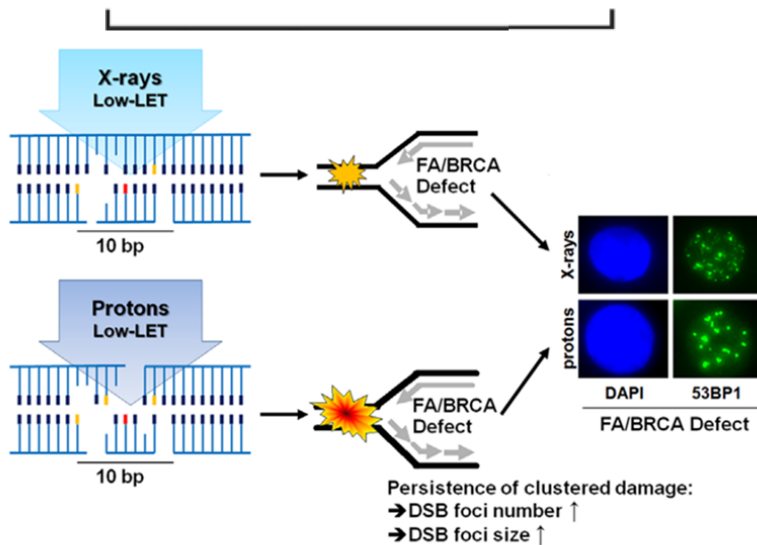 X-rays
Low-LET
10 bp
FA/BRCA
Defect
Protons
Low-LET
10 bp
FA/BRCA
Defect
X-rays
protons
DAPI
53BP1
FA/BRCA Defect
Persistence of clustered damage:
➔DSB foci number ↑
➔DSB foci size ↑